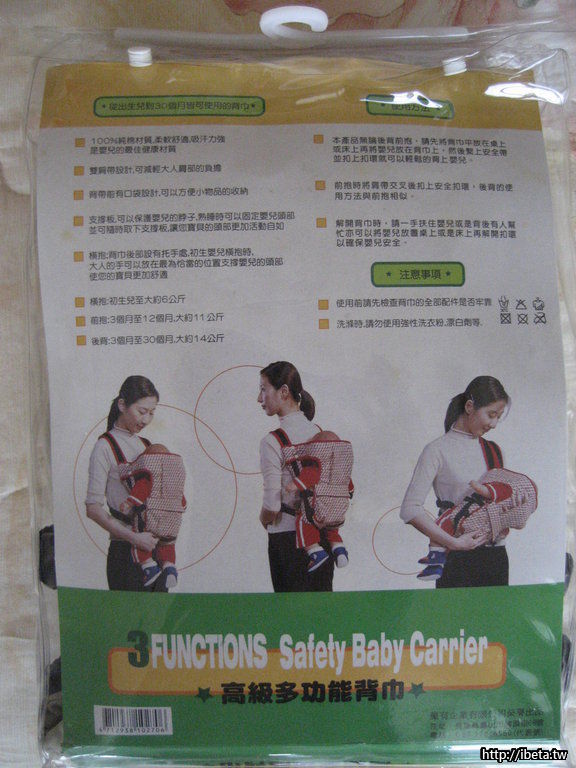 ★從出生兒到30個月皆可使用的背巾★
100%純棉材質,柔軟舒適,吸汗力強
是嬰兒的最佳健康材質
雙肩帶設計,可減輕大人肩部的負擔
背帶前有口袋設計,可以方便小物品的收納
支撐板,可以保護嬰兒的脖子,熟睡時可以固定嬰兒頭部
並可隨時取下支撐板,讓您寶貝的頭部更加活動自如
橫抱:背巾後部設有托手處,初生嬰兒橫抱時,
大人的手可以放在最為恰當的位置支撐嬰兒的頭部
使您的寶貝更加舒適
橫抱:初生兒至大約6公斤
前抱:3個月至12個月,大約11公斤
後背:3個月至30個月,大約14公斤
★使用方法
本產品無論後背前抱,請先將背巾平放在桌上
或床上再將嬰兒放在背巾上,然後繫上安全帶
並扣上扣環就可以輕鬆的背上嬰兒。
前抱時將肩帶交叉後扣上安全扣環,後背的使
用方法與前抱相似。
解開背巾時,請一手扶住嬰兒或是背後有人幫
忙亦可以將嬰兒放置桌上或是床上再解開扣環
以確保嬰兒安全.
★ 注意事項 ★
使用前請先檢查背巾的全部配件是否牢靠
洗滌時,請勿使用強性洗衣粉,漂白劑等.
3FUNCTIONS Safety Baby Carrier
★高級多功能背巾★
4712938102706
企業有限公司榮譽出品
(代表號)
http://ibeta.tw